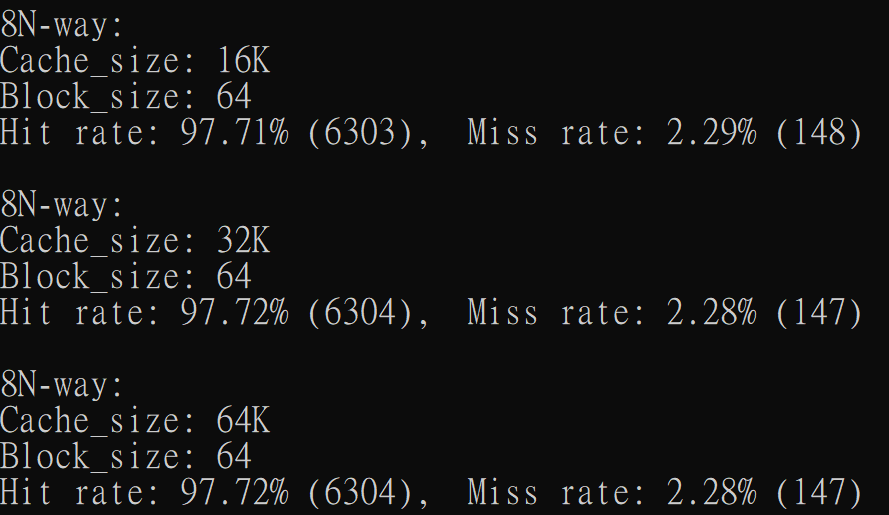 8N-way:
Cache_size: 16K
Block_size: 64
Hit rate: 97.71% (6303),  Miss rate: 2.29% (148)
8N-way:
Cache_size: 32K
Block_size: 64
Hit rate: 97.72% (6304),  Miss rate: 2.28% (147)
8N-way:
Cache_size: 64K
Block_size: 64
Hit rate: 97.72% (6304),  Miss rate: 2.28% (147)